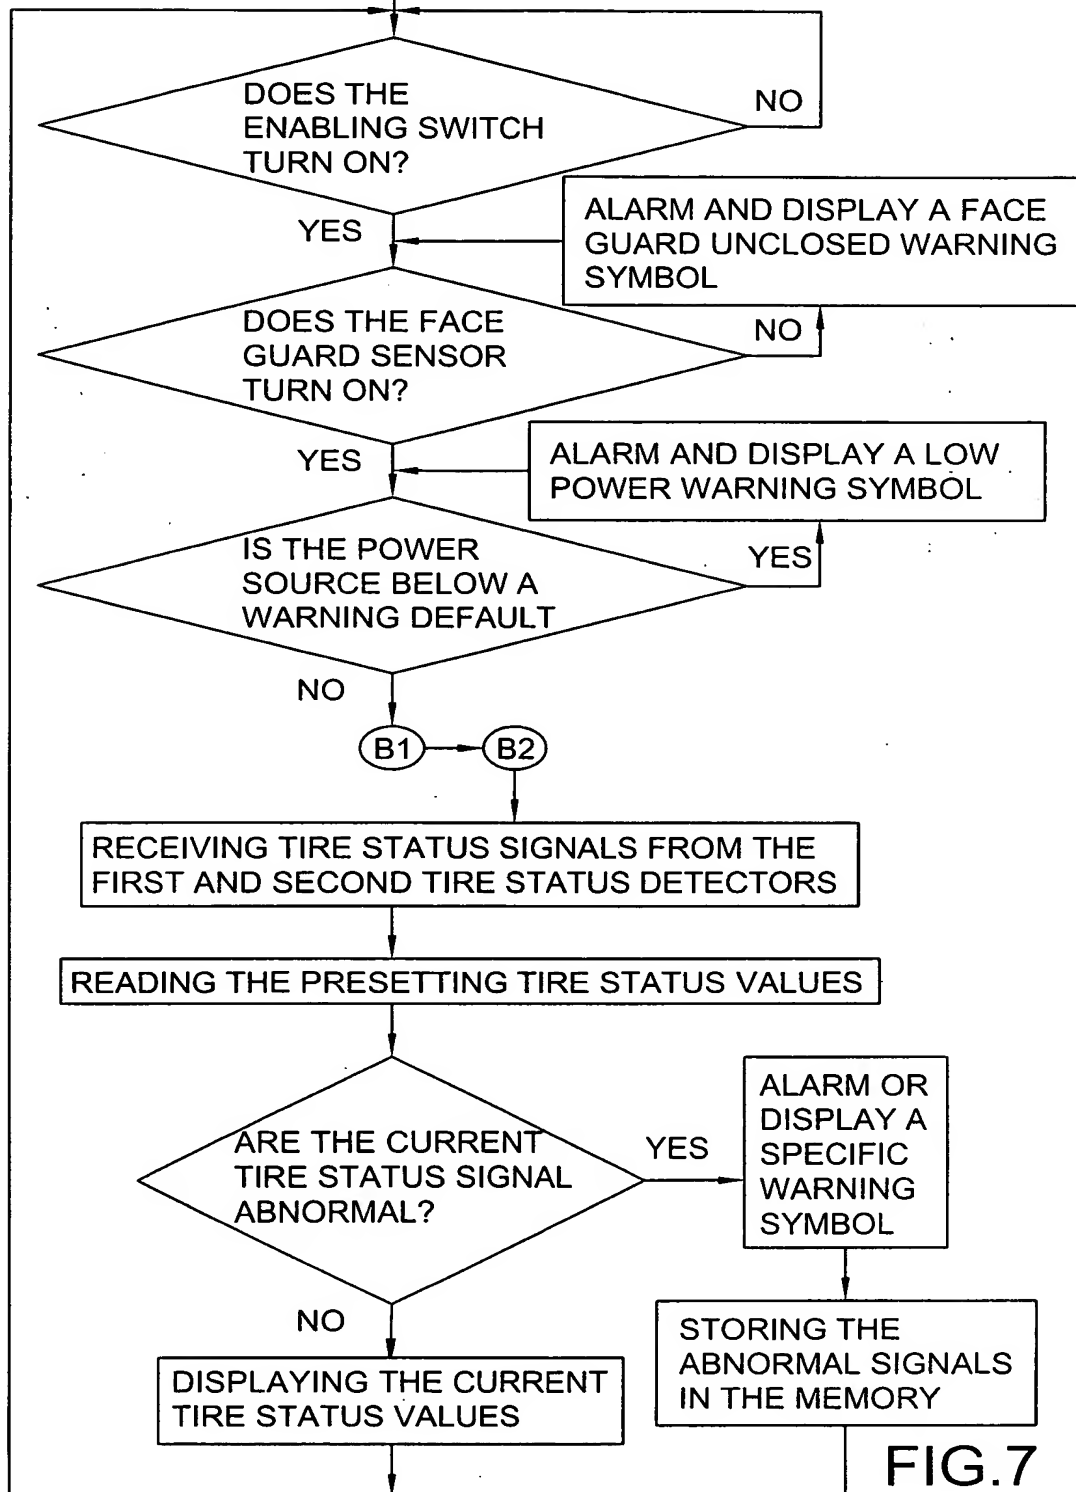 DOES THE
ENABLING SWITCH
TURN ON?
NO
YES
ALARM AND DISPLAY A FACE
GUARD UNCLOSED WARNING
SYMBOL
DOES THE FACE
GUARD SENSOR
TURN ON?
NO
YES
ALARM AND DISPLAY A LOW
POWER WARNING SYMBOL
IS THE POWER
SOURCE BELOW A
WARNING DEFAULT
YES
NO
B1
B2
RECEIVING TIRE STATUS SIGNALS FROM THE
FIRST AND SECOND TIRE STATUS DETECTORS
READING THE PRESETTING TIRE STATUS VALUES
ARE THE CURRENT
TIRE STATUS SIGNAL
ABNORMAL?
YES
ALARM OR
DISPLAY A
SPECIFIC
WARNING
SYMBOL
NO
STORING THE
ABNORMAL SIGNALS
IN THE MEMORY
DISPLAYING THE CURRENT
TIRE STATUS VALUES
FIG.7